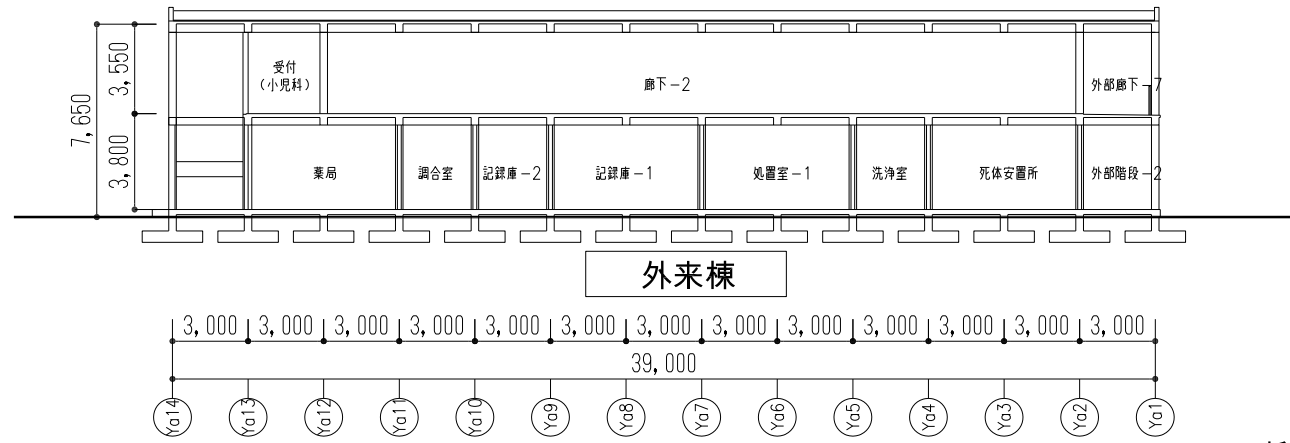 7,650
3,550
3,800
受付
（小児科）
廊下－2
外部廊下－7
薬局
調合室
記録庫－2
記録庫－1
処置室－1
洗浄室
死体安置所
外部階段－2
外来棟
3,000 3,000 3,000 3,000 3,000 3,000 3,000 3,000 3,000 3,000 3,000 3,000 3,000
39,000
Ya14 Ya13 Ya12 Ya11 Ya10 Ya9 Ya8 Ya7 Ya6 Ya5 Ya4 Ya3 Ya2 Ya1